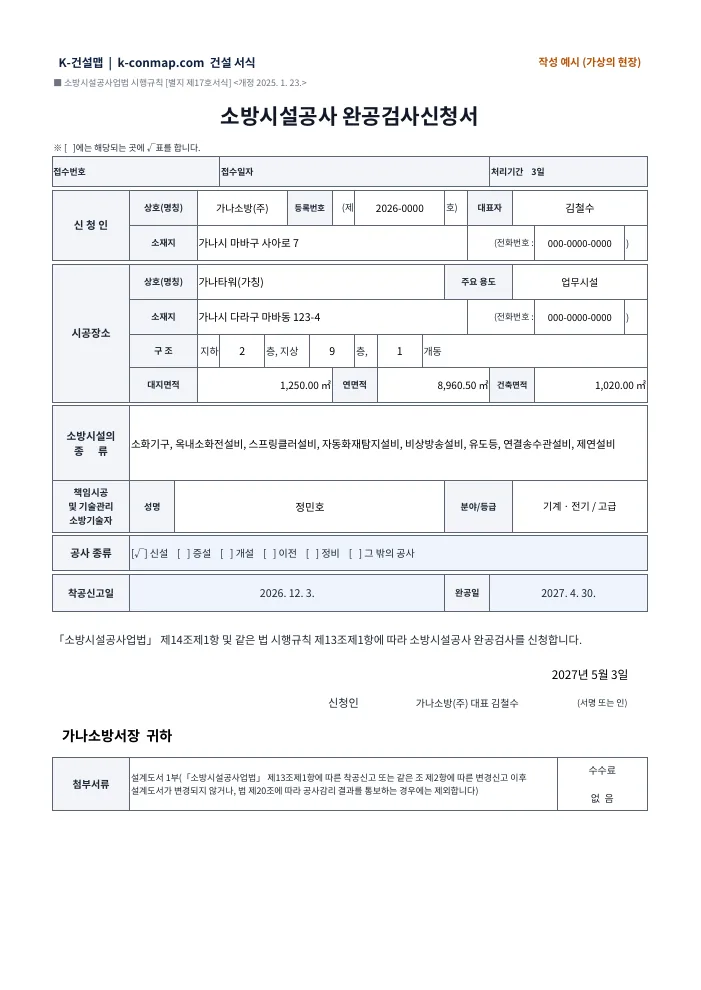 K-건설맵 | k-conmap.com 건설 서식
작성 예시 (가상의 현장)
■ 소방시설공사업법 시행규칙 [별지 제17호서식] <개정 2025. 1. 23.>
소방시설공사 완공검사신청서
※ [ ]에는 해당되는 곳에 √표를 합니다.
접수번호 접수일자 처리기간 3일
신 청 인 상호(명칭) 가나소방(주) 등록번호 (제 2026-0000 호) 대표자 김철수
소재지 가나시 마바구 사아로 7 (전화번호 : 000-0000-0000 )
시공장소 상호(명칭) 가나타워(가칭) 주요 용도 업무시설
소재지 가나시 다라구 마바동 123-4 (전화번호 : 000-0000-0000 )
구 조 지하 2 층, 지상 9 층, 1 개동
대지면적 1,250.00 ㎡ 연면적 8,960.50 ㎡ 건축면적 1,020.00 ㎡
소방시설의
종 류
소화기구, 옥내소화전설비, 스프링클러설비, 자동화재탐지설비, 비상방송설비, 유도등, 연결송수관설비, 제연설비
책임시공
및 기술관리
소방기술자
성명 정민호 분야/등급 기계 · 전기 / 고급
공사 종류 [√] 신설 [ ] 증설 [ ] 개설 [ ] 이전 [ ] 정비 [ ] 그 밖의 공사
착공신고일 2026. 12. 3. 완공일 2027. 4. 30.
「소방시설공사업법」 제14조제1항 및 같은 법 시행규칙 제13조제1항에 따라 소방시설공사 완공검사를 신청합니다.
2027년 5월 3일
신청인 가나소방(주) 대표 김철수 (서명 또는 인)
가나소방서장 귀하
첨부서류
설계도서 1부(「소방시설공사업법」 제13조제1항에 따른 착공신고 또는 같은 조 제2항에 따른 변경신고 이후
설계도서가 변경되지 않거나, 법 제20조에 따라 공사감리 결과를 통보하는 경우에는 제외합니다)
수수료
없 음